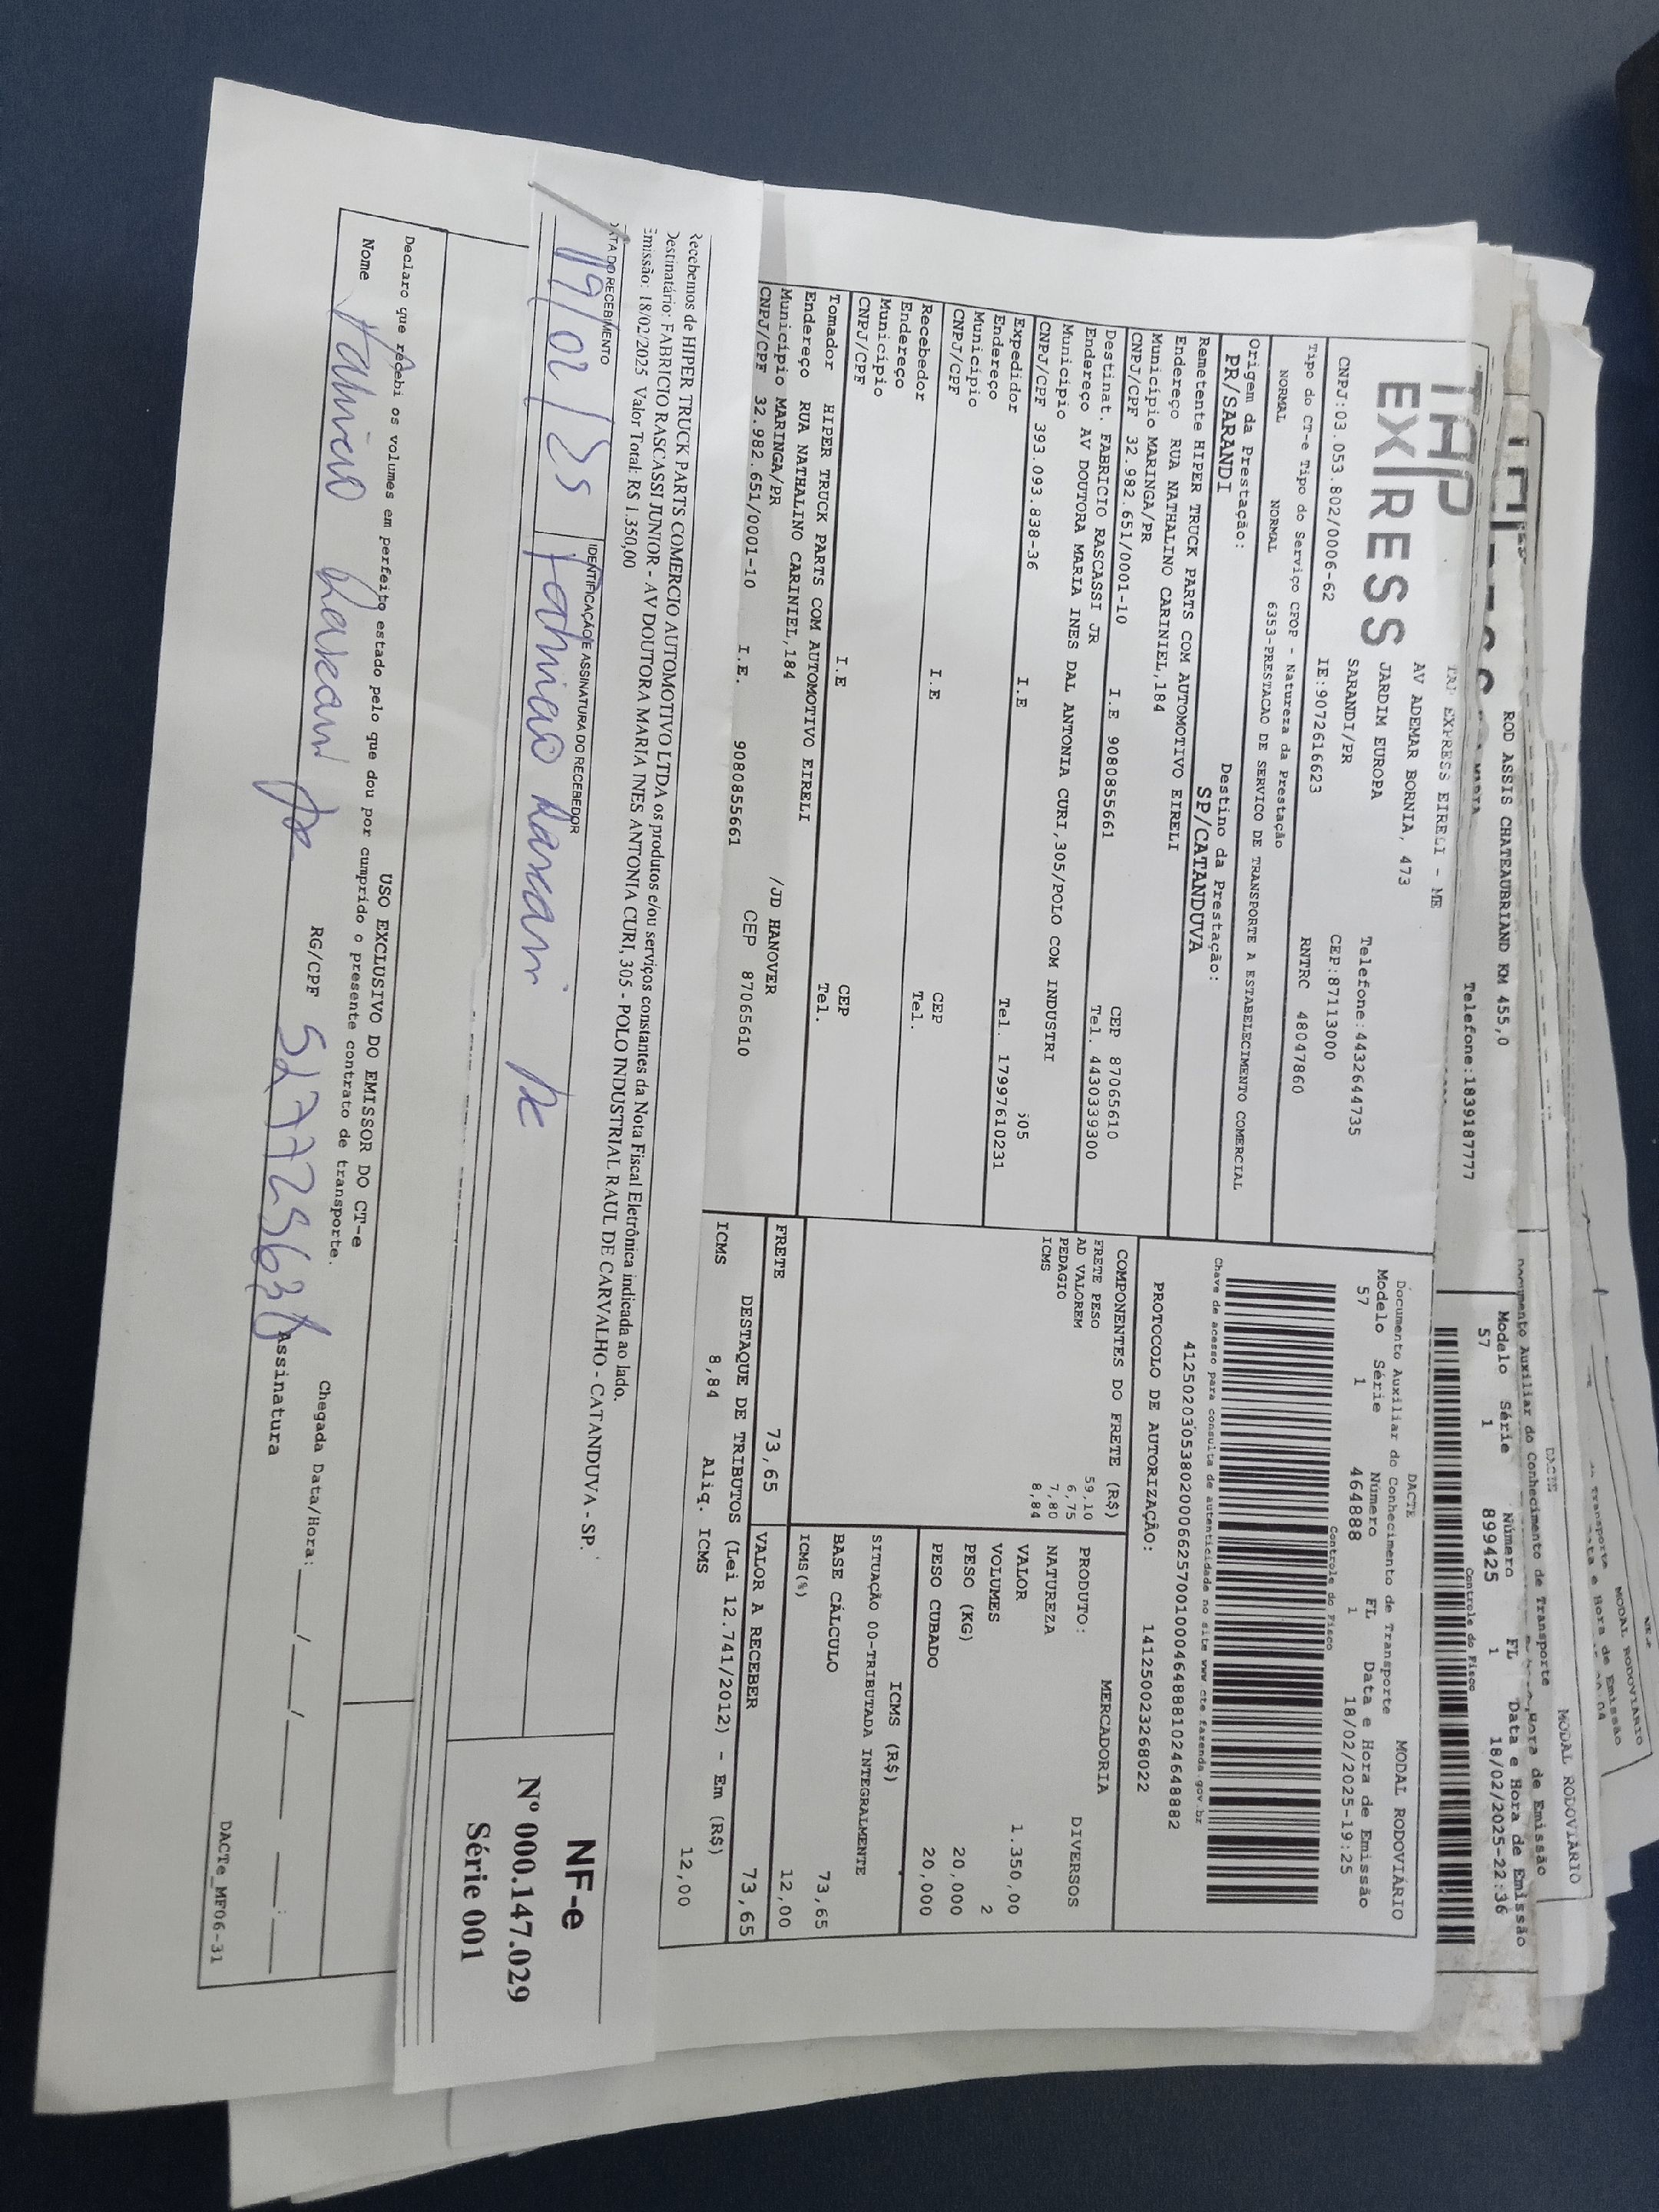 MODAL RODOVIÁRIO
DACTE
MODAL RODOVIÁRIO
ROD ASSIS CHATEAUBRIAND KM 455,0
Telefone:1839187777
Documento Auxiliar do Conhecimento de Transporte
Modelo Série Número FL Data e Hora de Emissão
57 1 899425 1 18/02/2025-22:36
Controle do Fisco
TAP EXPRESS
TAP EXPRESS EIRELI - ME
AV ADEMAR BORNIA, 473
JARDIM EUROPA Telefone:4432644735
SARANDI/PR CEP:87113000
CNPJ:03.053.802/0006-62 IE:9072616623 RNTRC 48047860
DACTE MODAL RODOVIÁRIO
Documento Auxiliar do Conhecimento de Transporte
Modelo Série Número FL Data e Hora de Emissão
57 1 464888 1 18/02/2025-19:25
Controle do Fisco
Tipo do CT-e Tipo do Serviço CFOP - Natureza da Prestação
NORMAL NORMAL 6353-PRESTACAO DE SERVICO DE TRANSPORTE A ESTABELECIMENTO COMERCIAL
Chave de acesso para consulta de autenticidade no site www.cte.fazenda.gov.br
41250203053802000662570010004648881024648882
Origem da Prestação: Destino da Prestação:
PR/SARANDI SP/CATANDUVA
PROTOCOLO DE AUTORIZAÇÃO: 141250023268022
Remetente HIPER TRUCK PARTS COM AUTOMOTIVO EIRELI
Endereço RUA NATHALINO CARINIEL,184
Município MARINGA/PR CEP 87065610
CNPJ/CPF 32.982.651/0001-10 I.E 9080855661 Tel. 4430339300
Destinat. FABRICIO RASCASSI JR
Endereço AV DOUTORA MARIA INES DAL ANTONIA CURI,305/POLO COM INDUSTRI
Município
CNPJ/CPF 393.093.838-36 I.E Tel. 17997610231
Expedidor
Endereço
Município CEP
CNPJ/CPF Tel.
Recebedor I.E
Endereço
Município CEP
CNPJ/CPF I.E Tel.
Tomador HIPER TRUCK PARTS COM AUTOMOTIVO EIRELI
Endereço RUA NATHALINO CARINIEL,184 /JD HANOVER
Município MARINGA/PR CEP 87065610
CNPJ/CPF 32.982.651/0001-10 I.E. 9080855661
COMPONENTES DO FRETE (R$)
FRETE PESO 59,10
AD VALOREM 6,75
PEDAGIO 7,80
ICMS 8,84
MERCADORIA
PRODUTO: DIVERSOS
NATUREZA
VALOR 1.350,00
VOLUMES 2
PESO (KG) 20,000
PESO CUBADO 20,000
ICMS (R$)
SITUAÇÃO 00-TRIBUTADA INTEGRALMENTE
BASE CÁLCULO 73,65
ICMS(%) 12,00
FRETE 73,65 VALOR A RECEBER 73,65
DESTAQUE DE TRIBUTOS (Lei 12.741/2012) - Em (R$)
ICMS 8,84 Aliq. ICMS 12,00
Recebemos de HIPER TRUCK PARTS COMERCIO AUTOMOTIVO LTDA os produtos e/ou serviços constantes da Nota Fiscal Eletrônica indicada ao lado.
Destinatário: FABRICIO RASCASSI JUNIOR - AV DOUTORA MARIA INES ANTONIA CURI, 305 - POLO INDUSTRIAL RAUL DE CARVALHO - CATANDUVA - SP.
Emissão: 18/02/2025 Valor Total: R$ 1.350,00
DATA DO RECEBIMENTO IDENTIFICAÇÃO E ASSINATURA DO RECEBEDOR
19/02/25
NF-e
Nº 000.147.029
Série 001
USO EXCLUSIVO DO EMISSOR DO CT-e
Declaro que recebi os volumes em perfeito estado pelo que dou por cumprido o presente contrato de transporte.
Nome RG/CPF Assinatura
Chegada Data/Hora: ___/___/_____ ___:___
DACTe_MF06-31